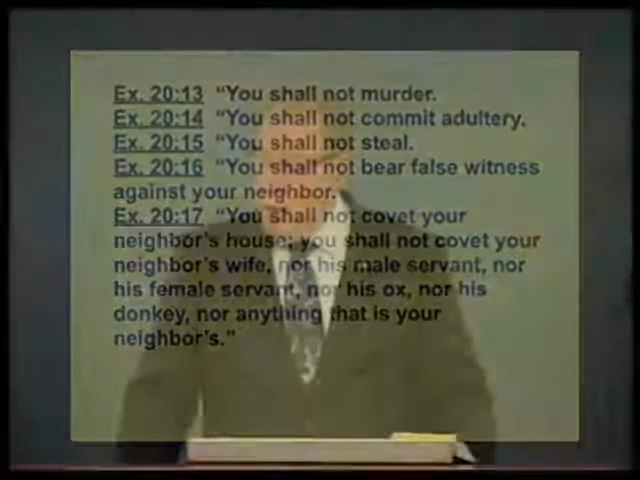 Ex. 20:13 “You shall not murder.
Ex. 20:14 “You shall not commit adultery.
Ex. 20:15 “You shall not steal.
Ex. 20:16 “You shall not bear false witness
against your neighbor.
Ex. 20:17 “You shall not covet your
neighbor’s house; you shall not covet your
neighbor’s wife, nor his male servant, nor
his female servant, nor his ox, nor his
donkey, nor anything that is your
neighbor’s.”